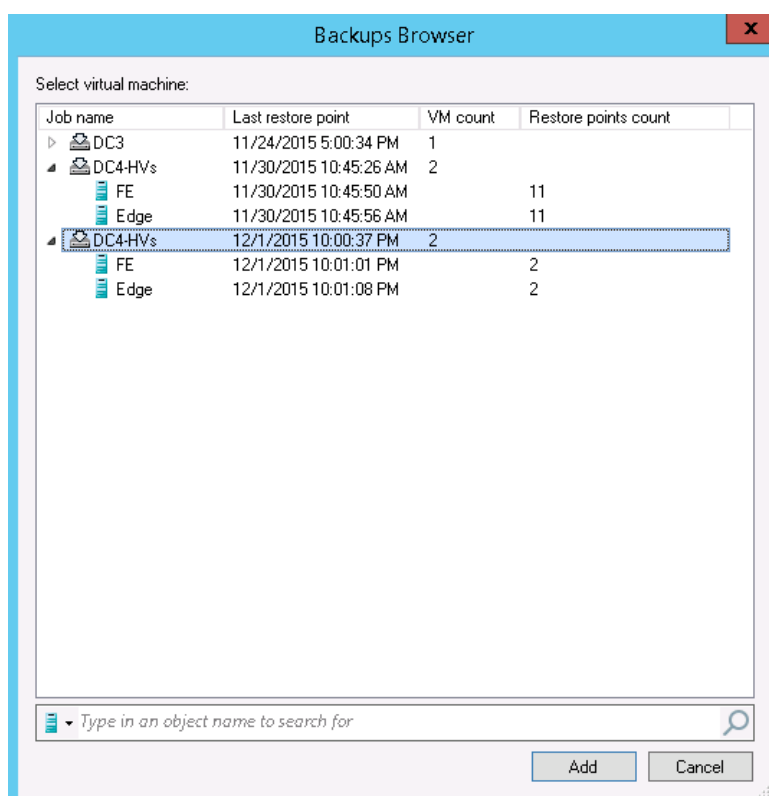 Backups Browser
x
Select virtual machine:
Job name Last restore point VM count Restore points count
DC3 11/24/2015 5:00:34 PM 1
DC4-HVs 11/30/2015 10:45:26 AM 2
FE 11/30/2015 10:45:50 AM 11
Edge 11/30/2015 10:45:56 AM 11
DC4-HVs 12/1/2015 10:00:37 PM 2
FE 12/1/2015 10:01:01 PM 2
Edge 12/1/2015 10:01:08 PM 2
Type in an object name to search for
Add Cancel